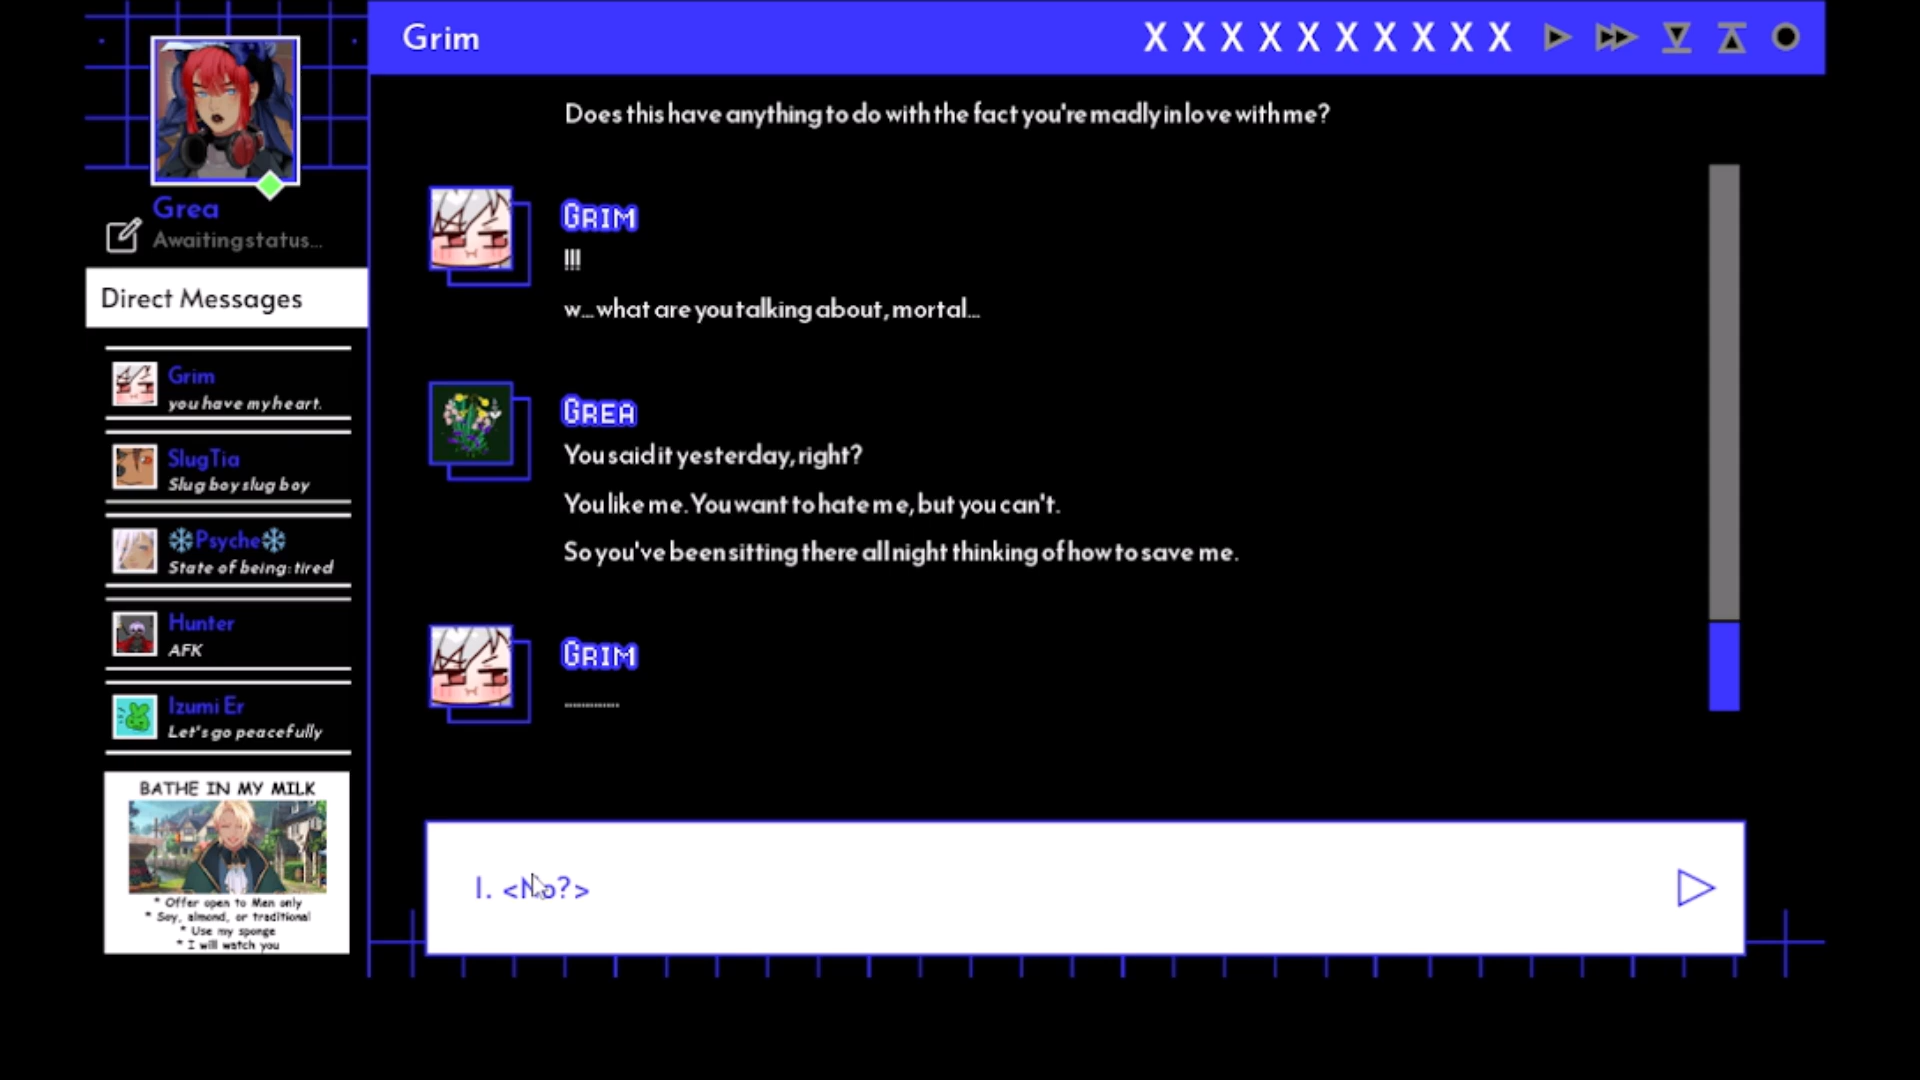 Grim
X X X X X X X X X X
Grea
Awaiting status...
Direct Messages
Grim
you have my heart.
SlugTia
Slug boy slug boy
❄Psyche❄
State of being: tired
Hunter
AFK
Izumi Er
Let's go peacefully
BATHE IN MY MILK
* Offer open to Men only
* Soy, almond, or traditional
* Use my sponge
* I will watch you
Does this have anything to do with the fact you're madly in love with me?
GRIM
!!!
w...what are you talking about, mortal...
GREA
You said it yesterday, right?
You like me. You want to hate me, but you can't.
So you've been sitting there all night thinking of how to save me.
GRIM
..............
1. <No?>